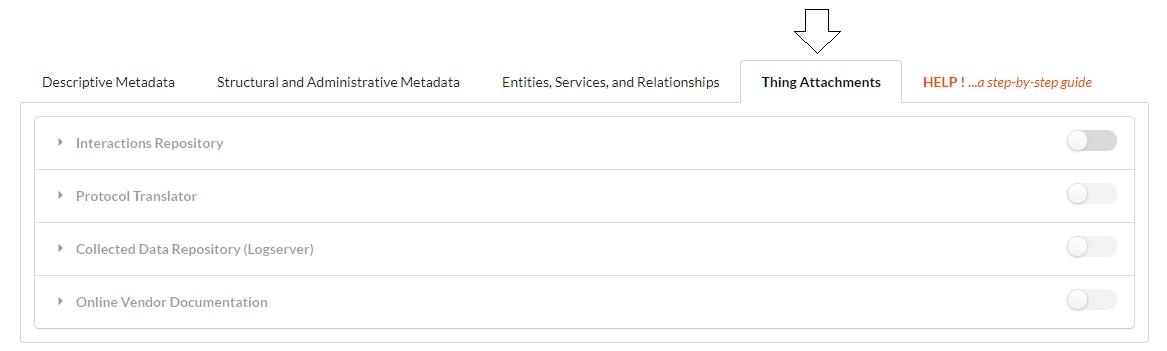 Descriptive Metadata Structural and Administrative Metadata Entities, Services, and Relationships Thing Attachments HELP ! ...a step-by-step guide
Interactions Repository
Protocol Translator
Collected Data Repository (Logserver)
Online Vendor Documentation